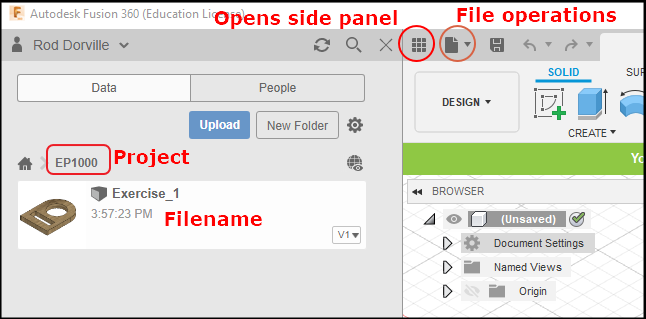 Autodesk Fusion 360 (Education License)
Opens side panel
File operations
Rod Dorville
Data
People
Upload
New Folder
EP1000
Project
Exercise_1
3:57:23 PM
Filename
V1
SOLID
SUR
DESIGN
CREATE
Yo
BROWSER
(Unsaved)
Document Settings
Named Views
Origin